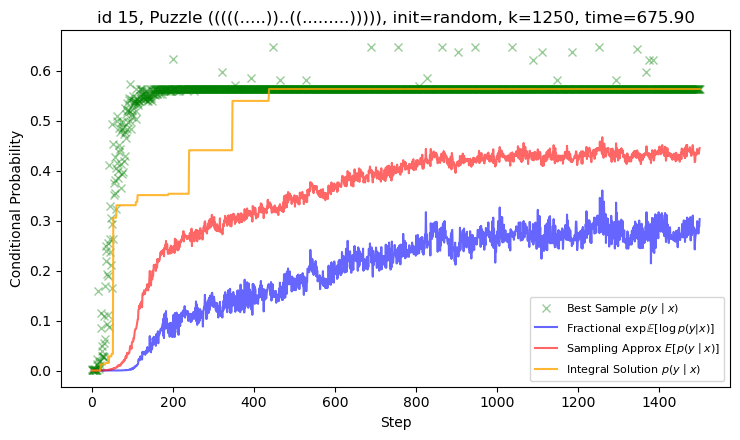 id 15, Puzzle (((((.....))..((.........))))), init=random, k=1250, time=675.90
Conditional Probability
0.6
0.5
0.4
0.3
0.2
0.1
0.0
Best Sample p(y | x)
Fractional exp𝔼[log p(y|x)]
Sampling Approx E[p(y | x)]
Integral Solution p(y | x)
0 200 400 600 800 1000 1200 1400
Step